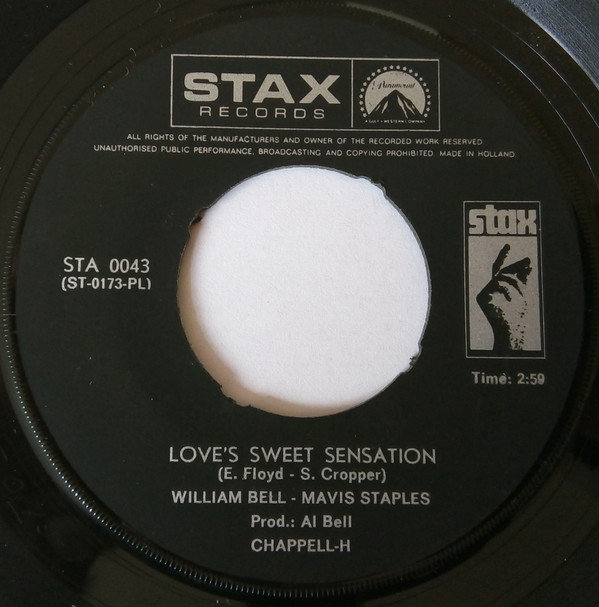 STAX
RECORDS
Paramount
ALL RIGHTS OF THE MANUFACTURERS AND OWNER OF THE RECORDED WORK RESERVED.
UNAUTHORISED PUBLIC PERFORMANCE, BROADCASTING AND COPYING PROHIBITED. MADE IN HOLLAND.
stax
STA 0043
(ST-0173-PL)
Time: 2:59
LOVE'S SWEET SENSATION
(E. Floyd - S. Cropper)
WILLIAM BELL - MAVIS STAPLES
Prod.: Al Bell
CHAPPELL-H